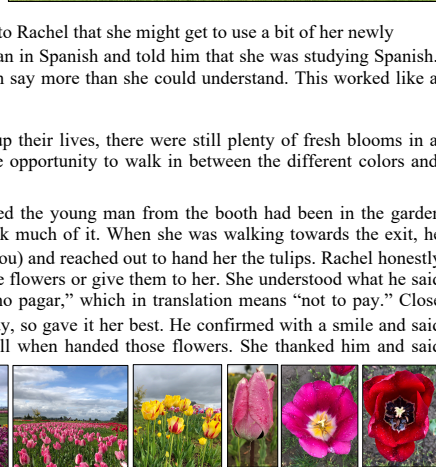 to Rachel that she might get to use a bit of her newly
an in Spanish and told him that she was studying Spanish.
say more than she could understand. This worked like a
up their lives, there were still plenty of fresh blooms in a
opportunity to walk in between the different colors and
ed the young man from the booth had been in the garden
k much of it. When she was walking towards the exit, he
ou) and reached out to hand her the tulips. Rachel honestly
flowers or give them to her. She understood what he said
no pagar,” which in translation means “not to pay.” Close
y, so gave it her best. He confirmed with a smile and said
ll when handed those flowers. She thanked him and said